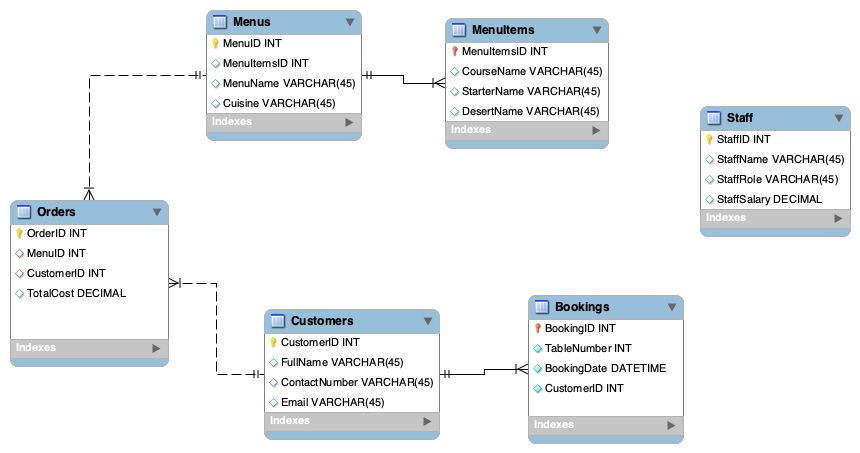 Menus
MenuID INT
MenuItemsID INT
MenuName VARCHAR(45)
Cuisine VARCHAR(45)
Indexes
MenuItems
MenuItemsID INT
CourseName VARCHAR(45)
StarterName VARCHAR(45)
DesertName VARCHAR(45)
Indexes
Staff
StaffID INT
StaffName VARCHAR(45)
StaffRole VARCHAR(45)
StaffSalary DECIMAL
Indexes
Orders
OrderID INT
MenuID INT
CustomerID INT
TotalCost DECIMAL
Indexes
Customers
CustomerID INT
FullName VARCHAR(45)
ContactNumber VARCHAR(45)
Email VARCHAR(45)
Indexes
Bookings
BookingID INT
TableNumber INT
BookingDate DATETIME
CustomerID INT
Indexes